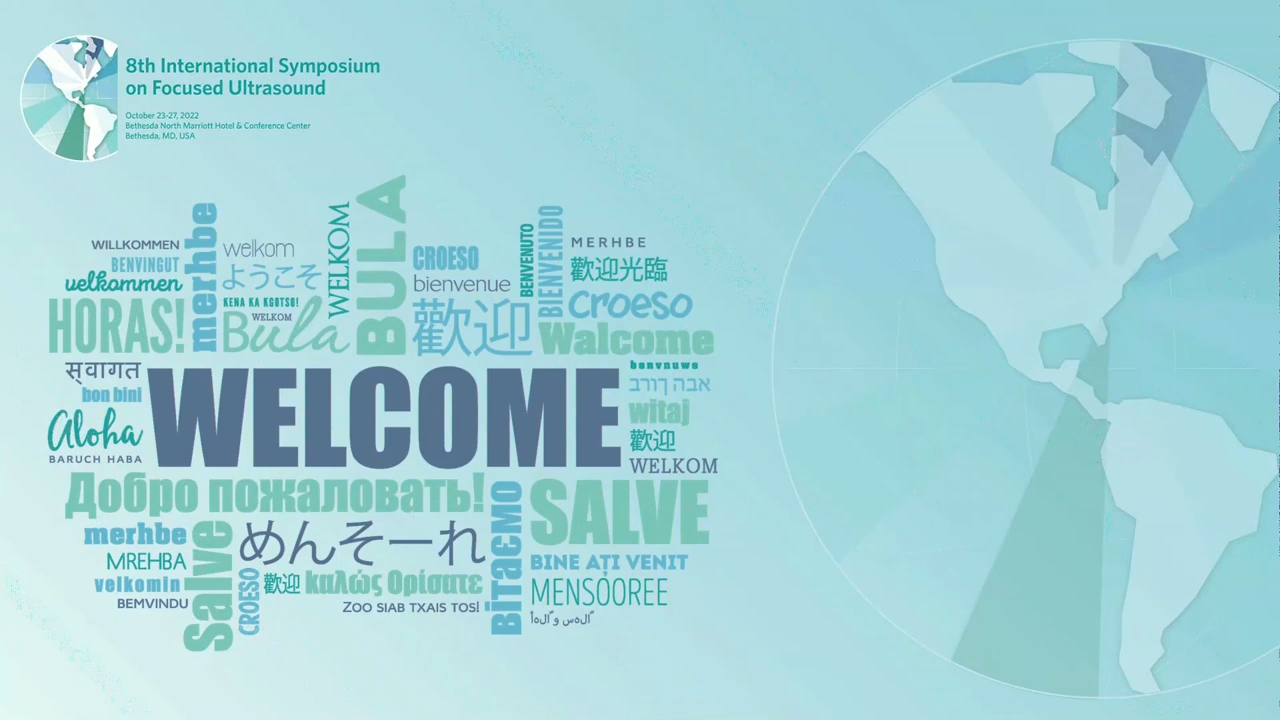 8th International Symposium
on Focused Ultrasound
October 23-27, 2022
Bethesda North Marriott Hotel & Conference Center
Bethesda, MD, USA
WILLKOMMEN
BENVINGUT
velkommen
HORAS!
merhbe
welkom
ようこそ
KENA KA KGOTSO!
WELKOM
Bula
WELKOM
BULA
CROESO
bienvenue
歡迎
BENVENUTO
BIENVENIDO
MERHBE
歡迎光臨
croeso
Walcome
स्वागत
bon bini
Aloha
BARUCH HABA
WELCOME
benvnuws
אבה ךורב
witaj
歡迎
WELKOM
Добро пожаловать!
SALVE
merhbe
MREHBA
velkomin
BEMVINDU
Salve
めんそーれ
CROESO
歡迎
καλώς Ορίσατε
ZOO SIAB TXAIS TOS!
ВІТАЄМО
BINE AȚI VENIT
MENSÓOREE